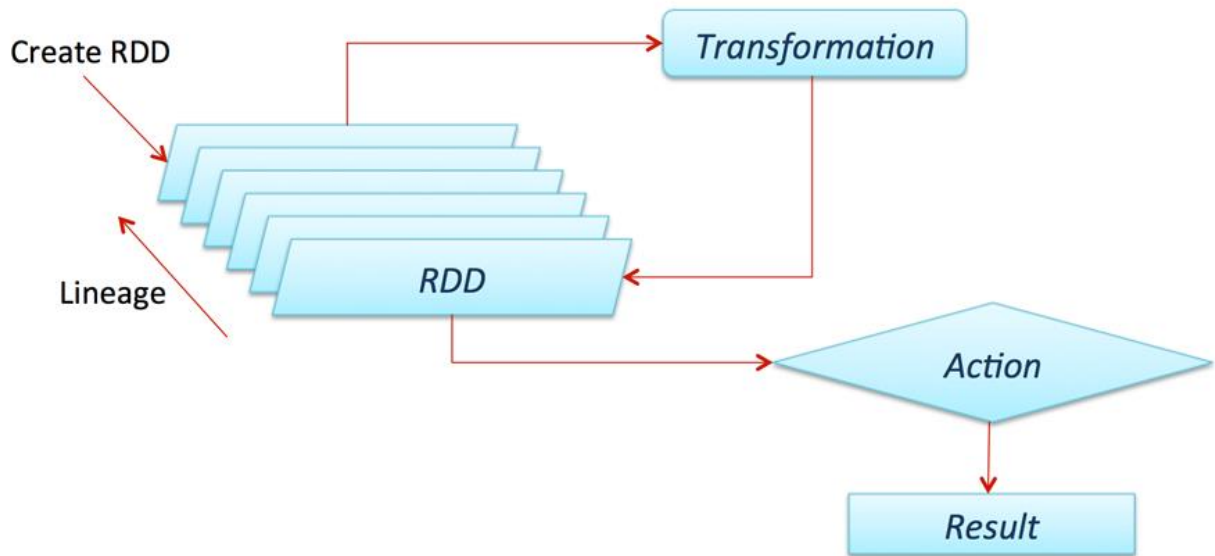 Create RDD
Transformation
Lineage
RDD
Action
Result